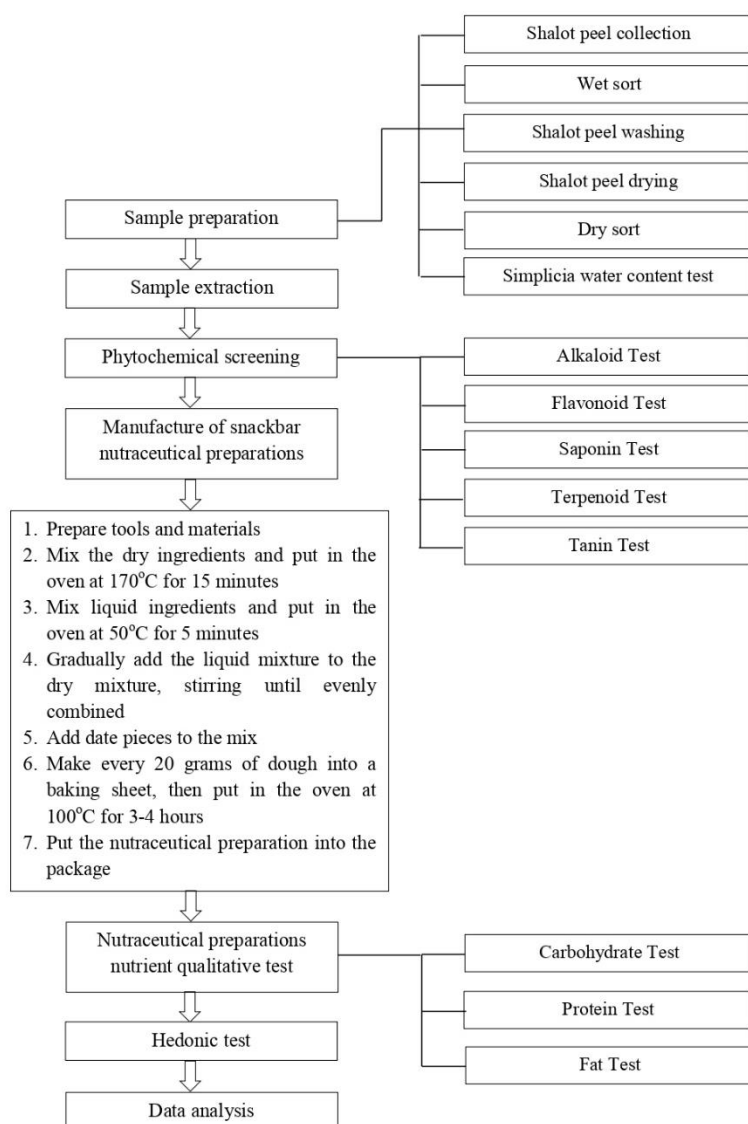 Shalot peel collection
Wet sort
Shalot peel washing
Shalot peel drying
Dry sort
Simplicia water content test
Sample preparation
Sample extraction
Phytochemical screening
Alkaloid Test
Flavonoid Test
Saponin Test
Terpenoid Test
Tanin Test
Manufacture of snackbar
nutraceutical preparations
1. Prepare tools and materials
2. Mix the dry ingredients and put in the
oven at 170°C for 15 minutes
3. Mix liquid ingredients and put in the
oven at 50°C for 5 minutes
4. Gradually add the liquid mixture to the
dry mixture, stirring until evenly
combined
5. Add date pieces to the mix
6. Make every 20 grams of dough into a
baking sheet, then put in the oven at
100°C for 3-4 hours
7. Put the nutraceutical preparation into the
package
Nutraceutical preparations
nutrient qualitative test
Carbohydrate Test
Protein Test
Fat Test
Hedonic test
Data analysis